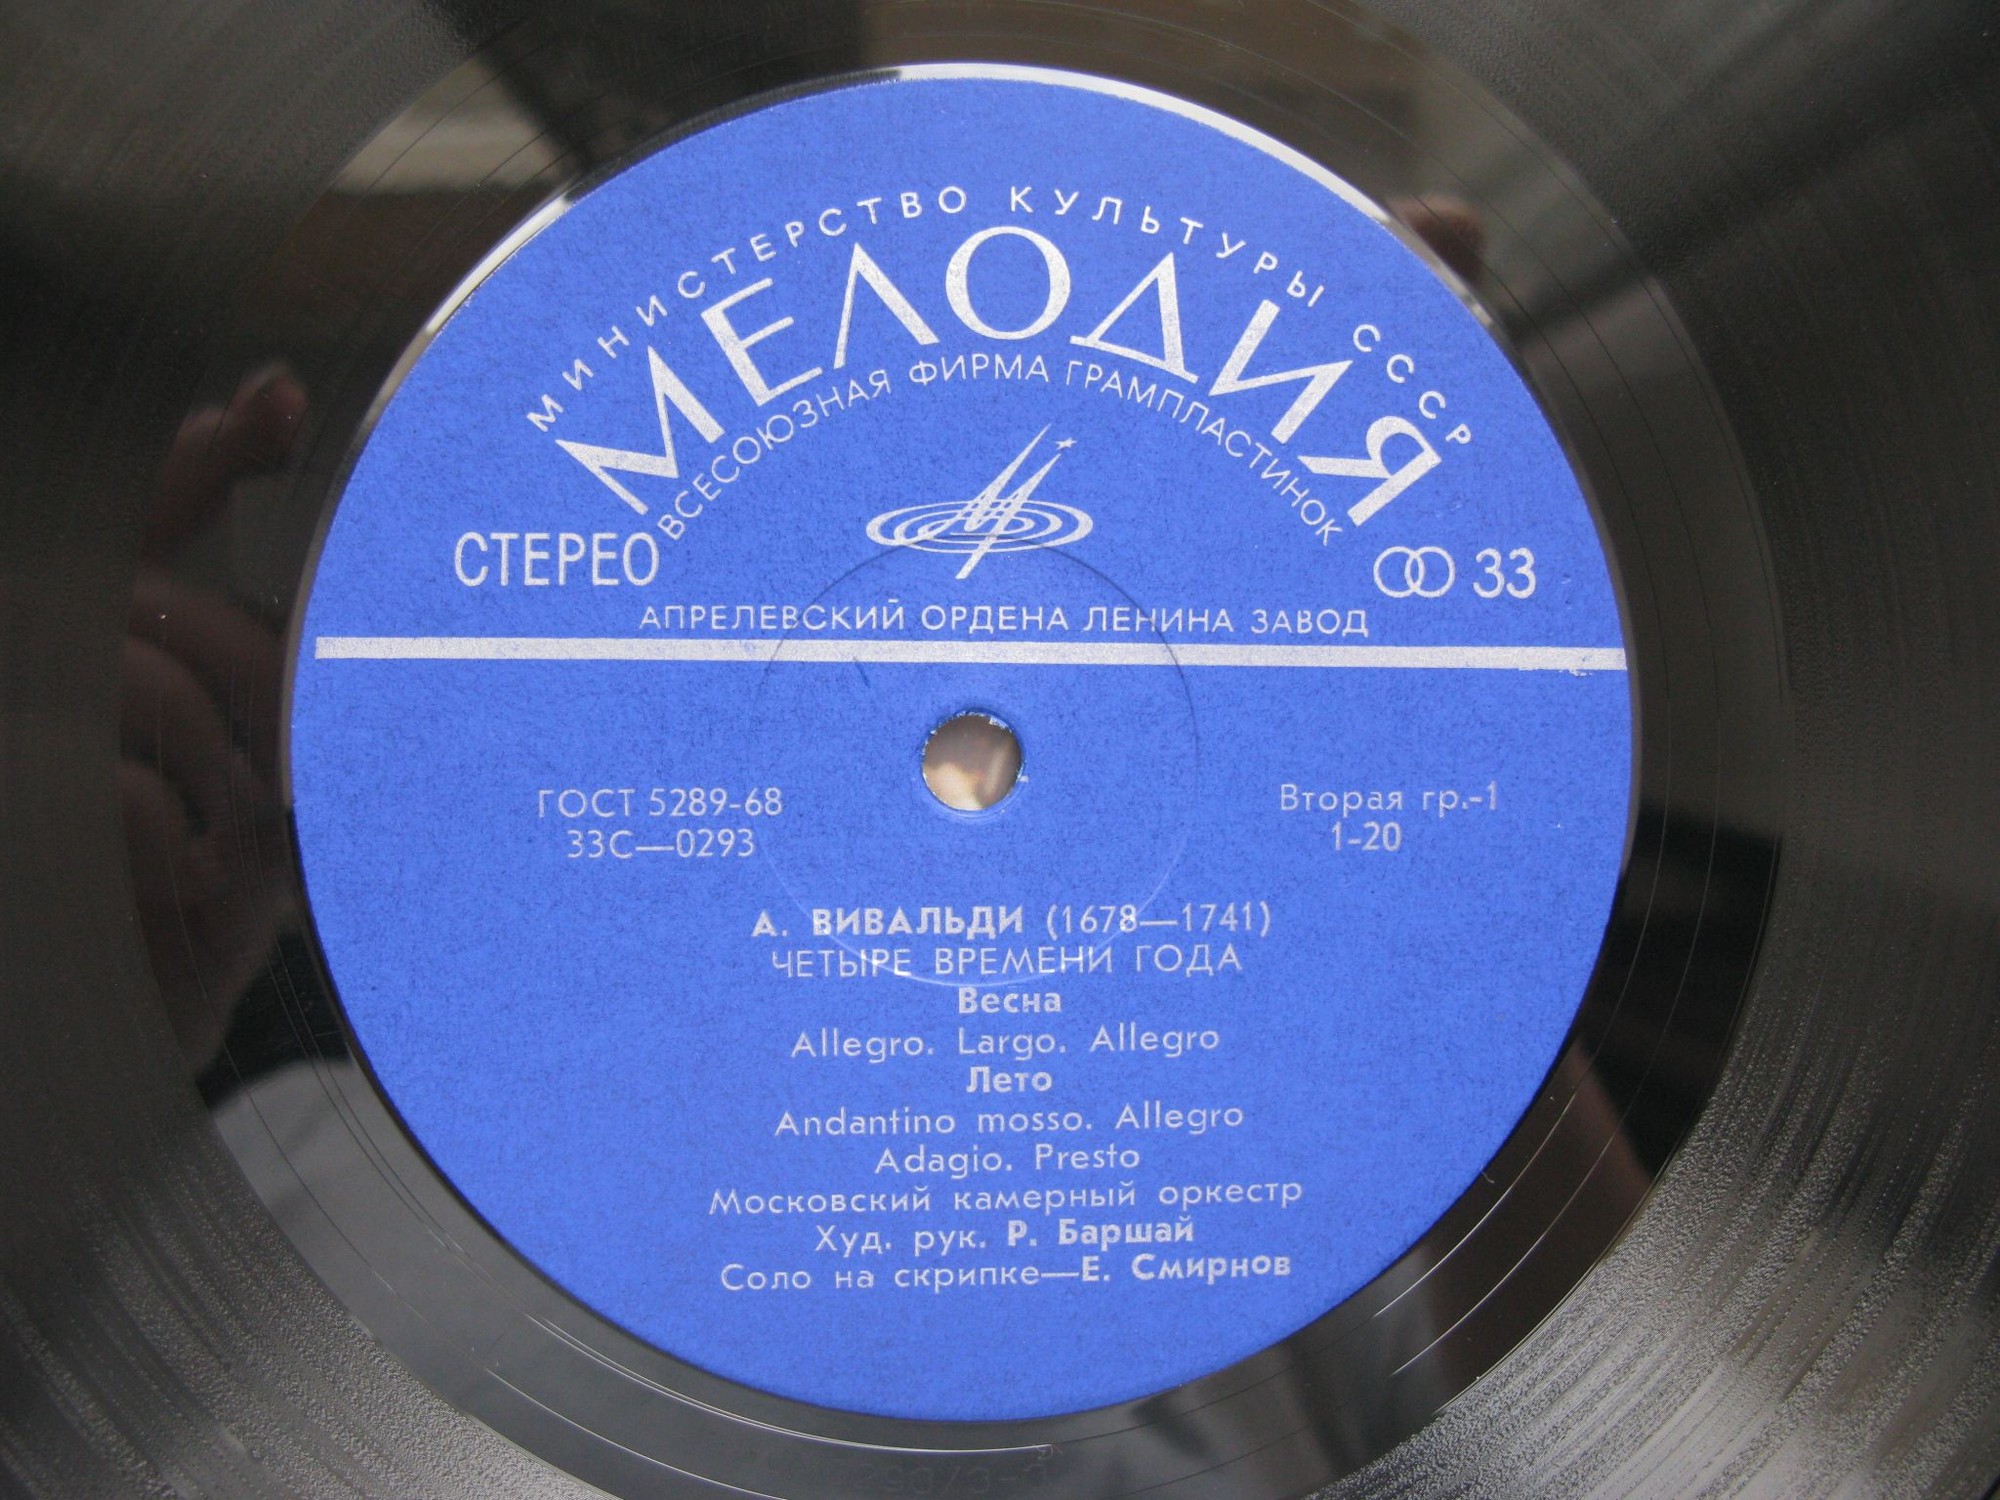 МИНИСТЕРСТВО КУЛЬТУРЫ СССР
МЕЛОДИЯ
ВСЕСОЮЗНАЯ ФИРМА ГРАМПЛАСТИНОК
СТЕРЕО
33
АПРЕЛЕВСКИЙ ОРДЕНА ЛЕНИНА ЗАВОД
ГОСТ 5289-68
33С—0293
Вторая гр.-1
1-20
А. ВИВАЛЬДИ (1678—1741)
ЧЕТЫРЕ ВРЕМЕНИ ГОДА
Весна
Allegro. Largo. Allegro
Лето
Andantino mosso. Allegro
Adagio. Presto
Московский камерный оркестр
Худ. рук. Р. Баршай
Соло на скрипке—Е. Смирнов